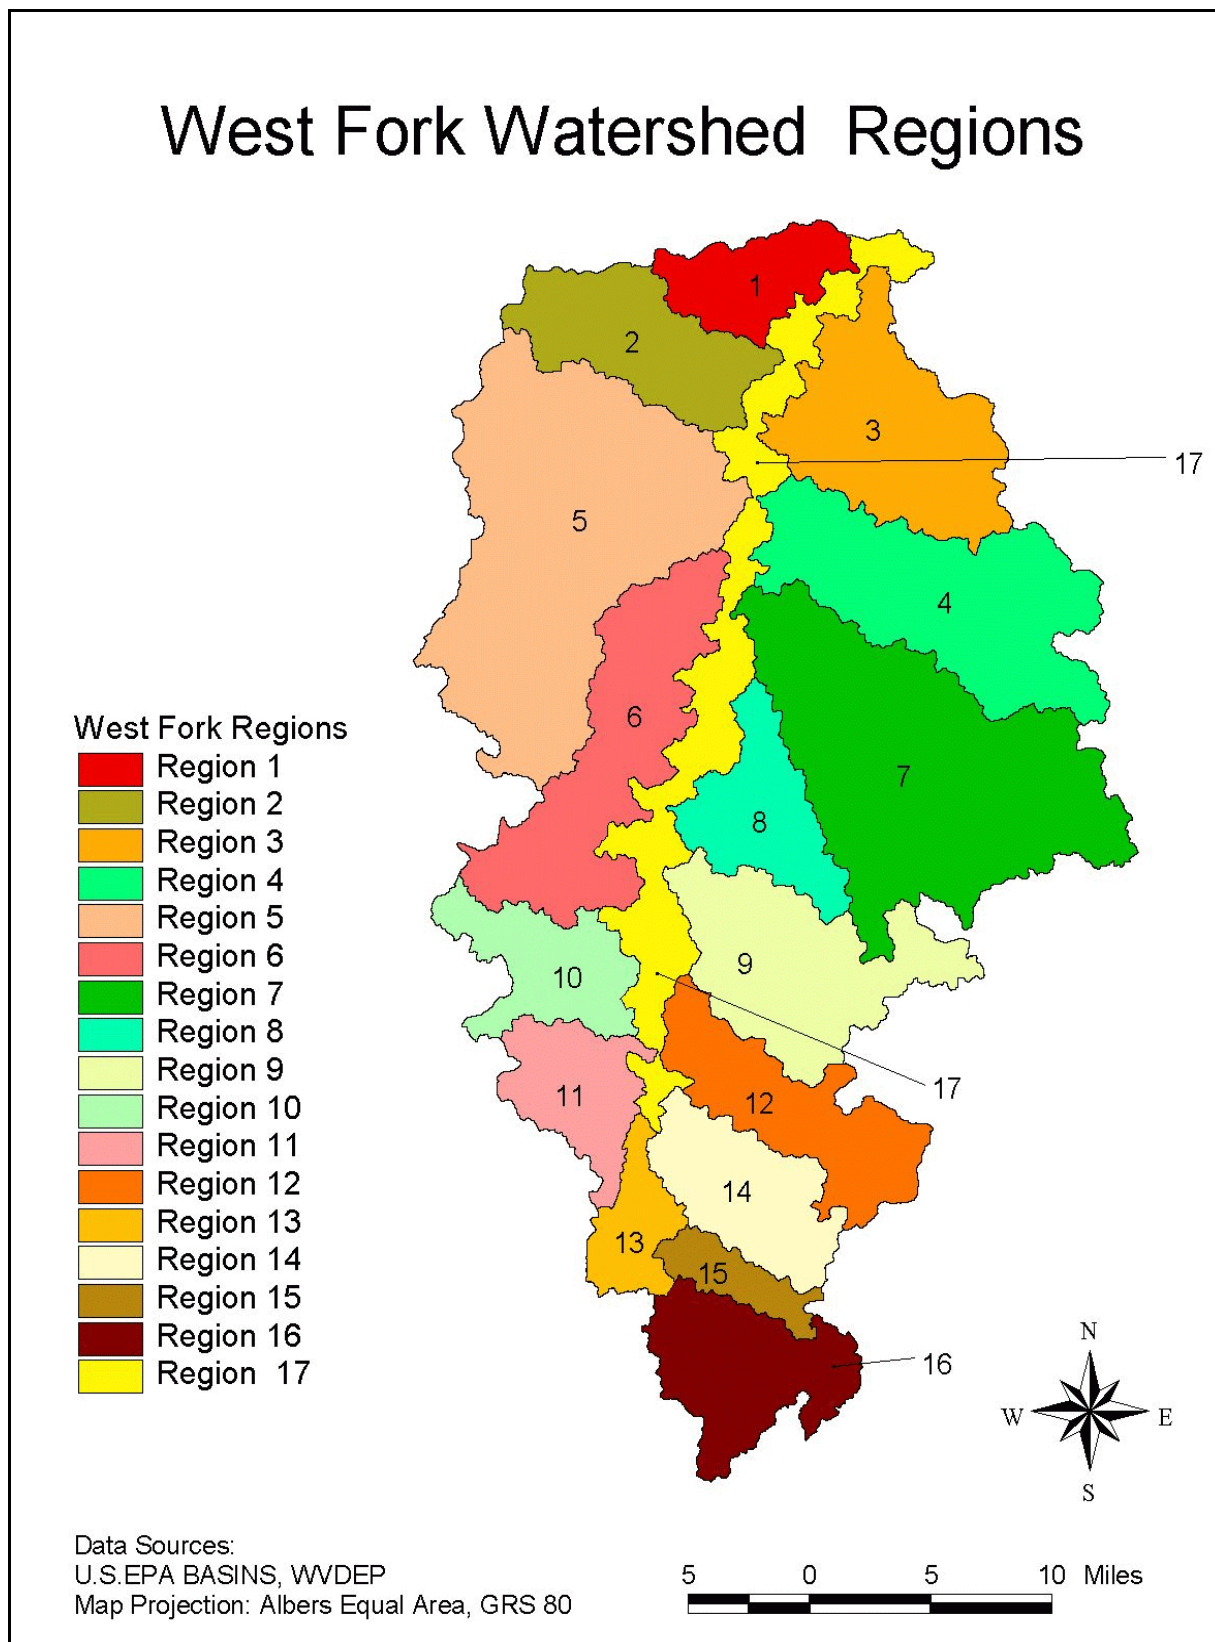 West Fork Watershed Regions
1
2
3
17
5
4
6
7
8
9
10
17
11
12
14
13
15
16
West Fork Regions
Region 1
Region 2
Region 3
Region 4
Region 5
Region 6
Region 7
Region 8
Region 9
Region 10
Region 11
Region 12
Region 13
Region 14
Region 15
Region 16
Region 17
N
W E
S
Data Sources:
U.S.EPA BASINS, WVDEP
Map Projection: Albers Equal Area, GRS 80
5 0 5 10 Miles